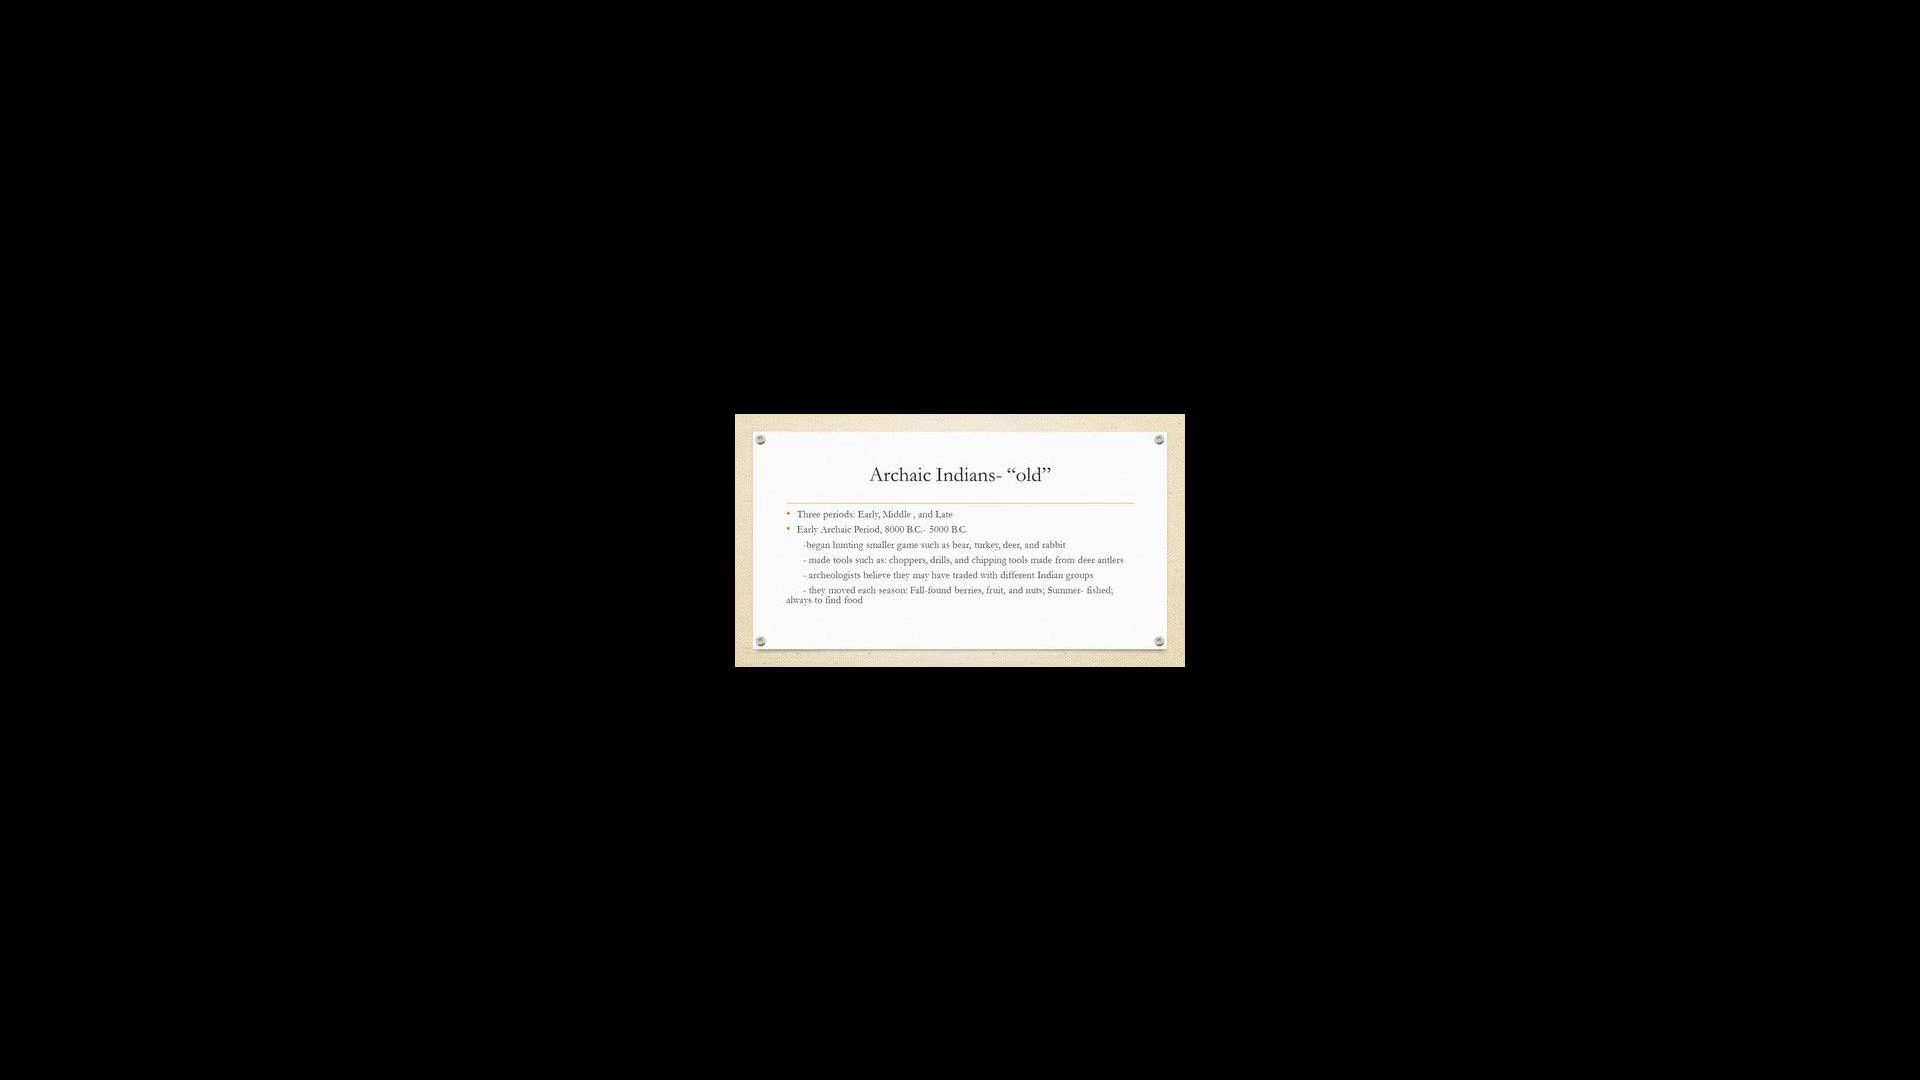 Archaic Indians- “old”
Three periods: Early, Middle , and Late
Early Archaic Period, 8000 B.C.- 5000 B.C.
-began hunting smaller game such as bear, turkey, deer, and rabbit
- made tools such as: choppers, drills, and chipping tools made from deer antlers
- archeologists believe they may have traded with different Indian groups
- they moved each season: Fall-found berries, fruit, and nuts; Summer- fished;
always to find food